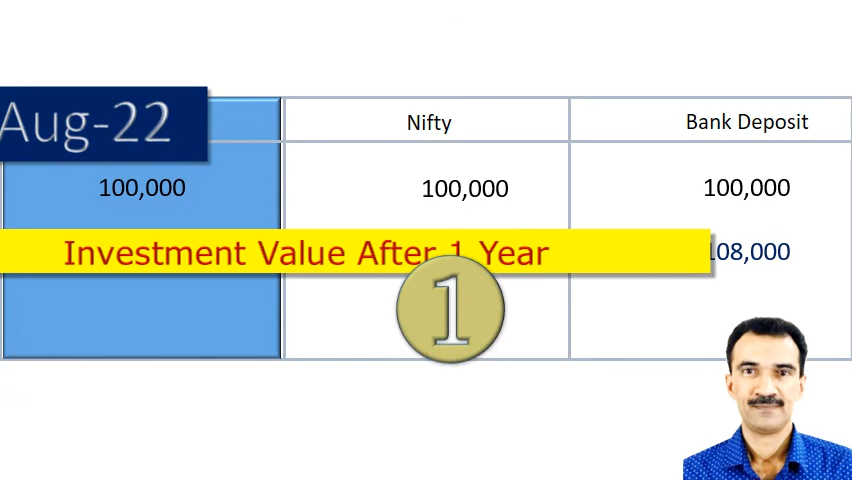 Aug-22
Nifty
Bank Deposit
100,000
100,000
100,000
Investment Value After 1 Year
108,000
1